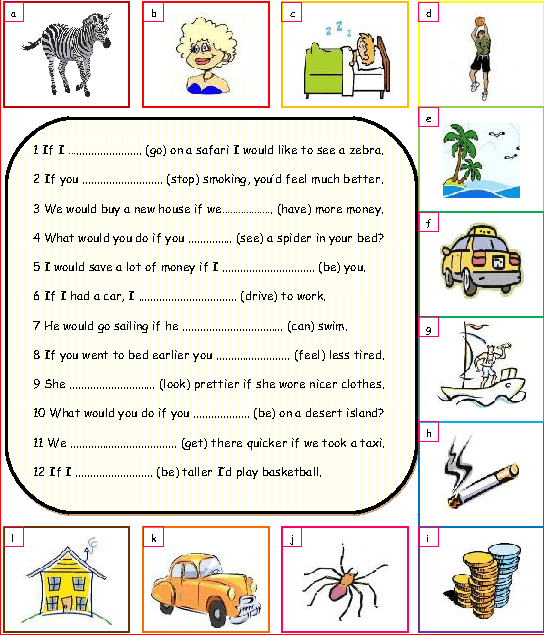 a
b
c
d
z z z
e
1 If I ........................... (go) on a safari I would like to see a zebra.
2 If you ............................. (stop) smoking, you'd feel much better.
3 We would buy a new house if we.................. (have) more money.
4 What would you do if you ................ (see) a spider in your bed?
5 I would save a lot of money if I ................................. (be) you.
6 If I had a car, I ................................... (drive) to work.
7 He would go sailing if he .................................... (can) swim.
8 If you went to bed earlier you ........................... (feel) less tired.
9 She ............................... (look) prettier if she wore nicer clothes.
10 What would you do if you .................... (be) on a desert island?
11 We ....................................... (get) there quicker if we took a taxi.
12 If I ............................ (be) taller I'd play basketball.
f
g
h
l
k
j
i